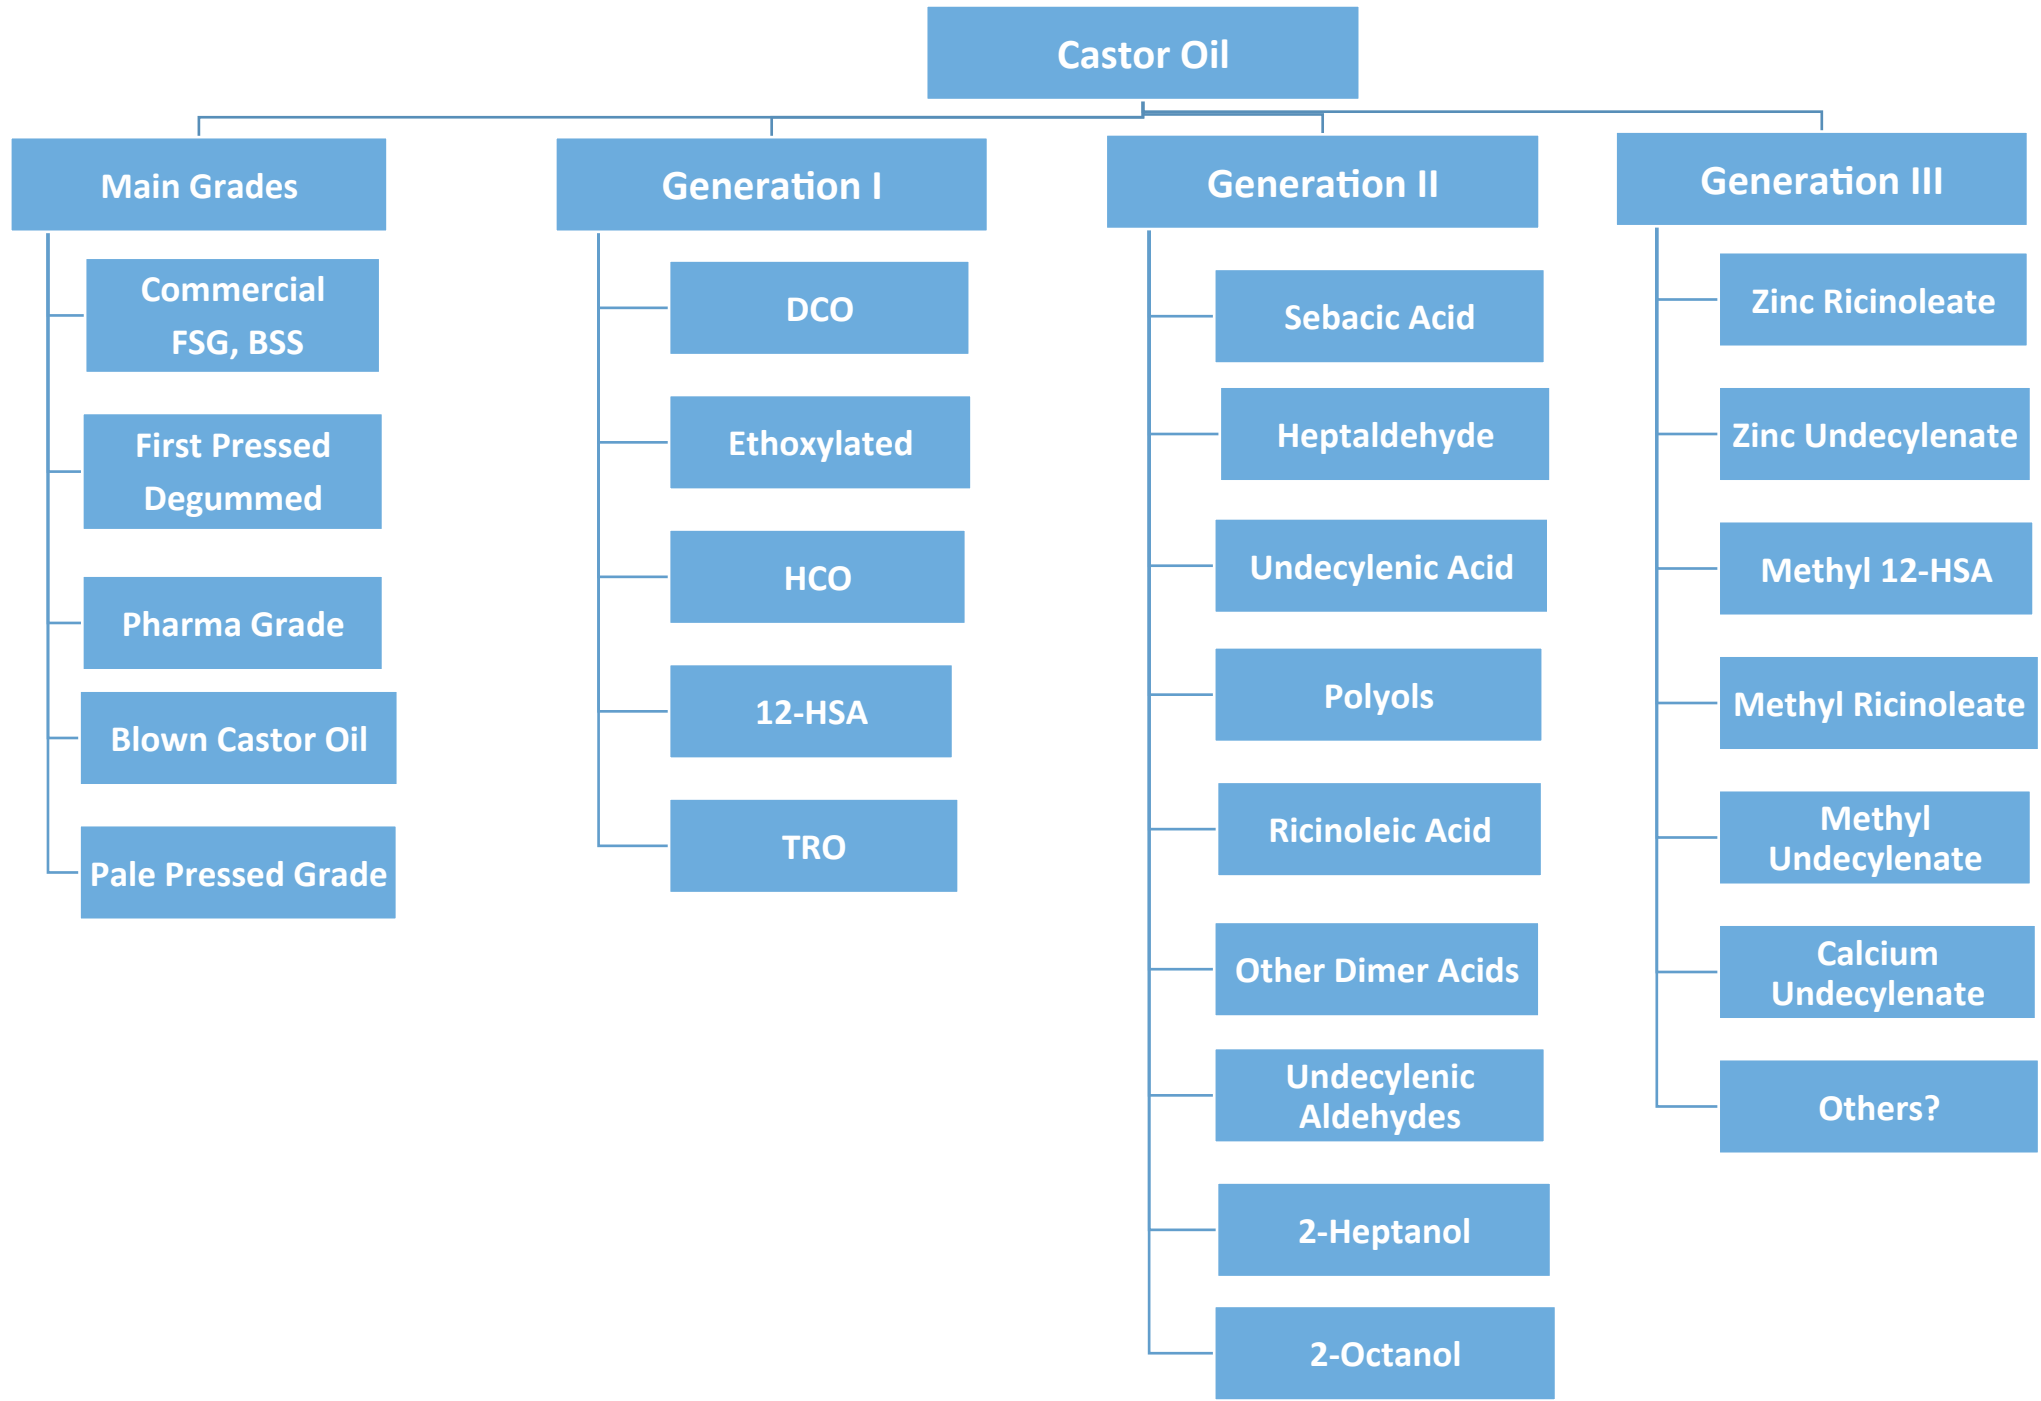 Castor Oil
Main Grades
Commercial
FSG, BSS
First Pressed
Degummed
Pharma Grade
Blown Castor Oil
Pale Pressed Grade
Generation I
DCO
Ethoxylated
HCO
12-HSA
TRO
Generation II
Sebacic Acid
Heptaldehyde
Undecylenic Acid
Polyols
Ricinoleic Acid
Other Dimer Acids
Undecylenic
Aldehydes
2-Heptanol
2-Octanol
Generation III
Zinc Ricinoleate
Zinc Undecylenate
Methyl 12-HSA
Methyl Ricinoleate
Methyl
Undecylenate
Calcium
Undecylenate
Others?